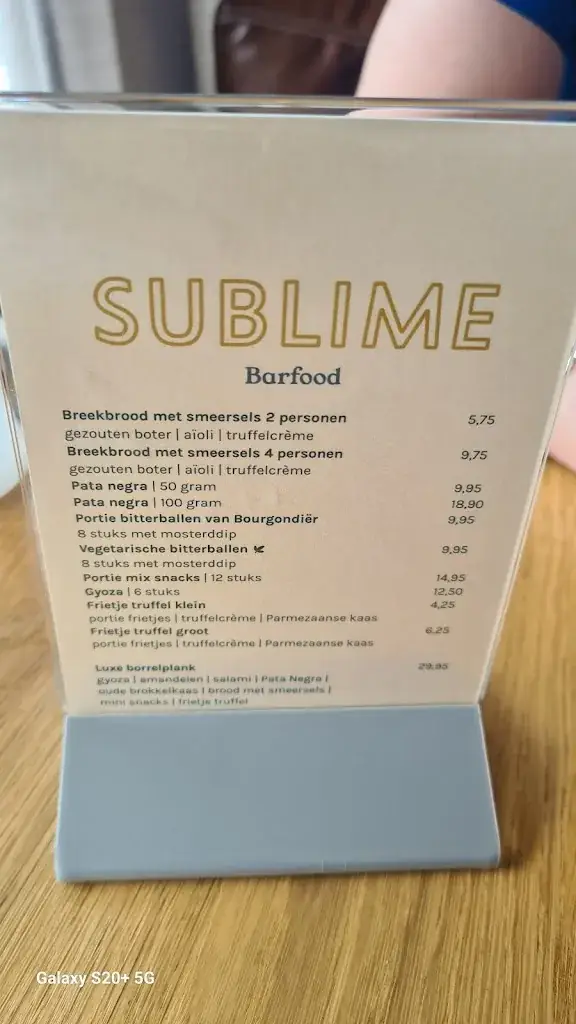 SUBLIME
Barfood
Breekbrood met smeersels 2 personen 5,75
gezouten boter | aïoli | truffelcrème
Breekbrood met smeersels 4 personen 9,75
gezouten boter | aïoli | truffelcrème
Pata negra | 50 gram 9,95
Pata negra | 100 gram 18,90
Portie bitterballen van Bourgondiër 9,95
8 stuks met mosterddip
Vegetarische bitterballen 9,95
8 stuks met mosterddip
Portie mix snacks | 12 stuks 14,95
Gyoza | 6 stuks 12,50
Frietje truffel klein 4,25
portie frietjes | truffelcrème | Parmezaanse kaas
Frietje truffel groot 6,25
portie frietjes | truffelcrème | Parmezaanse kaas
Luxe borrelplank 29,95
gyoza | amandelen | salami | Pata Negra |
oude brokkelkaas | brood met smeersels |
mini snacks | frietje truffel
Galaxy S20+ 5G